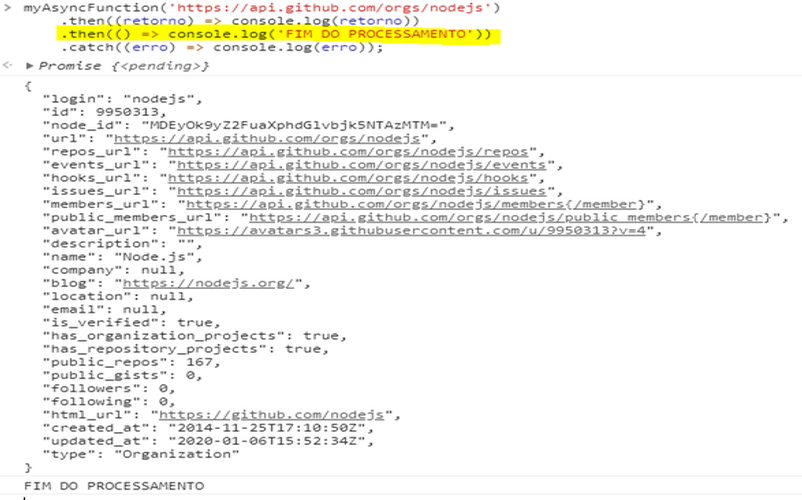 > myAsyncFunction('https://api.github.com/orgs/nodejs')
.then((retorno) => console.log(retorno))
.then(() => console.log('FIM DO PROCESSAMENTO'))
.catch((erro) => console.log(erro));
Promise {<pending>}
{
"login": "nodejs",
"id": 9950313,
"node_id": "MDEyOk9yZ2FuaXphdGlvbjk5NTAzMTM=",
"url": "https://api.github.com/orgs/nodejs",
"repos_url": "https://api.github.com/orgs/nodejs/repos",
"events_url": "https://api.github.com/orgs/nodejs/events",
"hooks_url": "https://api.github.com/orgs/nodejs/hooks",
"issues_url": "https://api.github.com/orgs/nodejs/issues",
"members_url": "https://api.github.com/orgs/nodejs/members{/member}",
"public_members_url": "https://api.github.com/orgs/nodejs/public_members{/member}",
"avatar_url": "https://avatars3.githubusercontent.com/u/9950313?v=4",
"description": "",
"name": "Node.js",
"company": null,
"blog": "https://nodejs.org/",
"location": null,
"email": null,
"is_verified": true,
"has_organization_projects": true,
"has_repository_projects": true,
"public_repos": 167,
"public_gists": 0,
"followers": 0,
"following": 0,
"html_url": "https://github.com/nodejs",
"created_at": "2014-11-25T17:10:50Z",
"updated_at": "2020-01-06T15:52:34Z",
"type": "Organization"
}
FIM DO PROCESSAMENTO